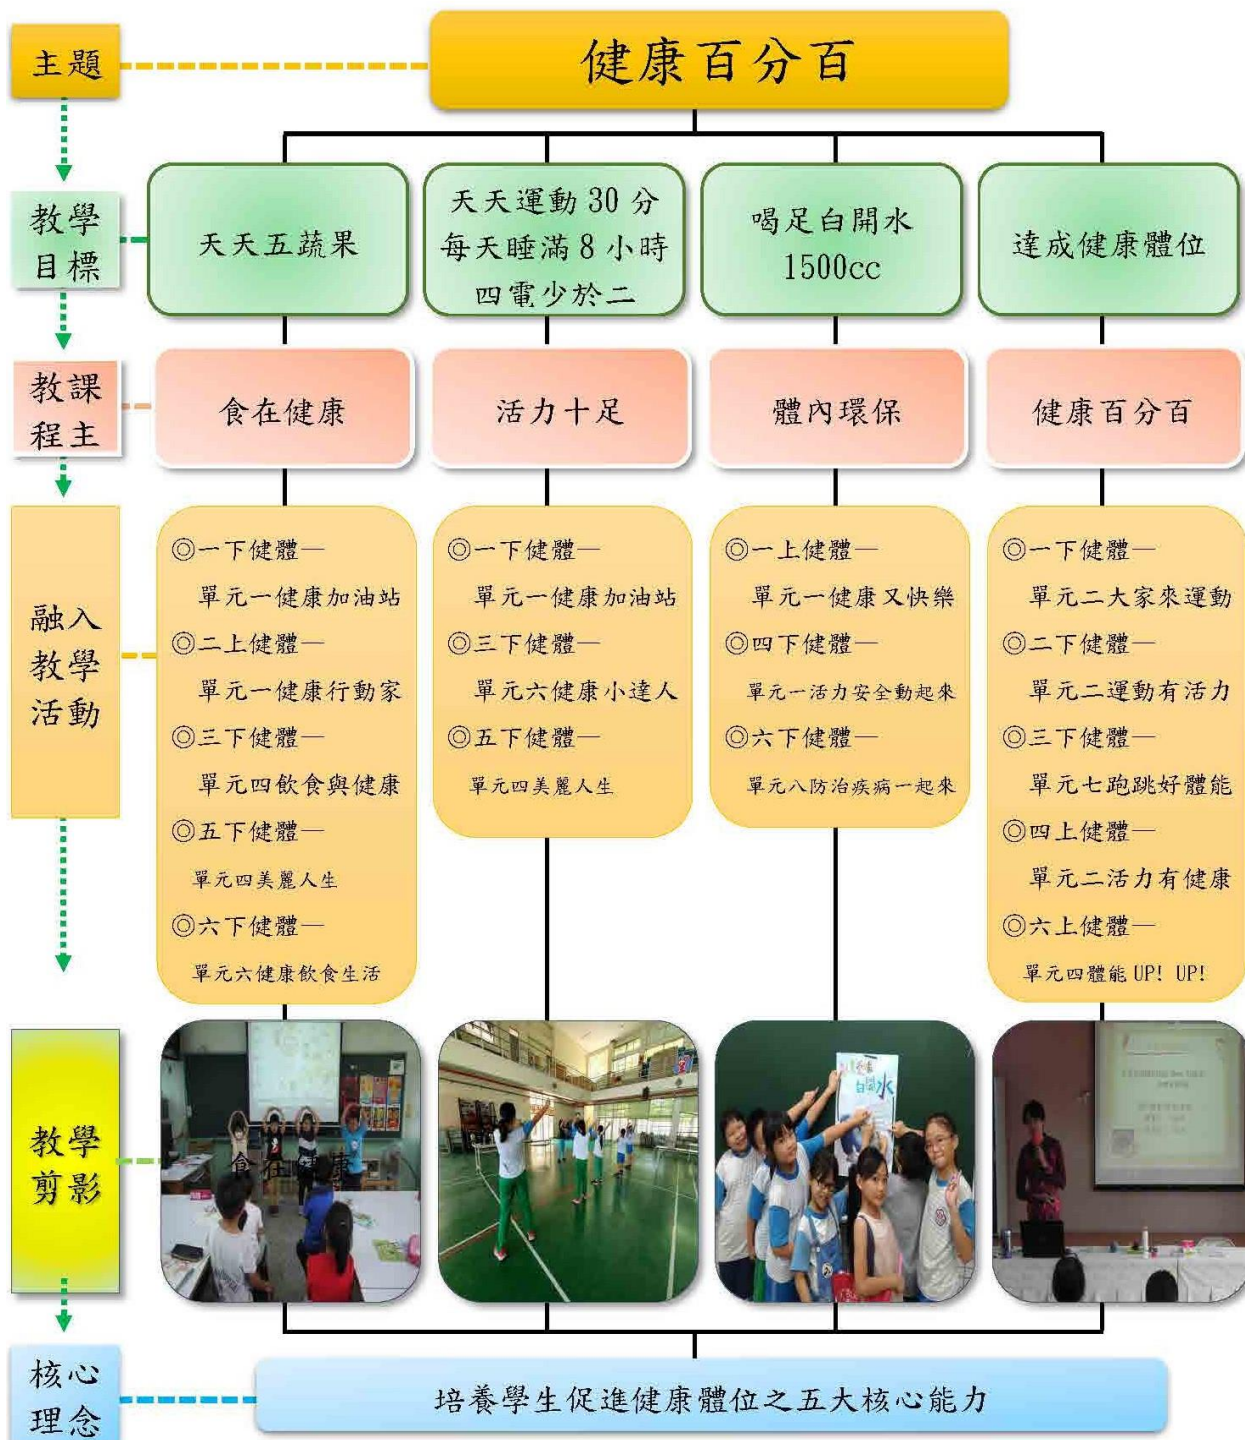 主題
健康百分百
教學
目標
天天五蔬果
天天運動 30 分
每天睡滿 8 小時
四電少於二
喝足白開水
1500cc
達成健康體位
教課
程主
食在健康
活力十足
體內環保
健康百分百
融入
教學
活動
◎一下健體—
單元一健康加油站
◎二上健體—
單元一健康行動家
◎三下健體—
單元四飲食與健康
◎五下健體—
單元四美麗人生
◎六下健體—
單元六健康飲食生活
◎一下健體—
單元一健康加油站
◎三下健體—
單元六健康小達人
◎五下健體—
單元四美麗人生
◎一上健體—
單元一健康又快樂
◎四下健體—
單元一活力安全動起來
◎六下健體—
單元八防治疾病一起來
◎一下健體—
單元二大家來運動
◎二下健體—
單元二運動有活力
◎三下健體—
單元七跑跳好體能
◎四上健體—
單元二活力有健康
◎六上健體—
單元四體能 UP! UP!
教學
剪影
食在健康
白開水
核心
理念
培養學生促進健康體位之五大核心能力